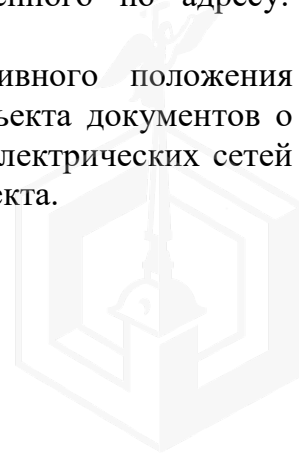 енного по адресу:
ивного положения
ъекта документов о
лектрических сетей
екта.